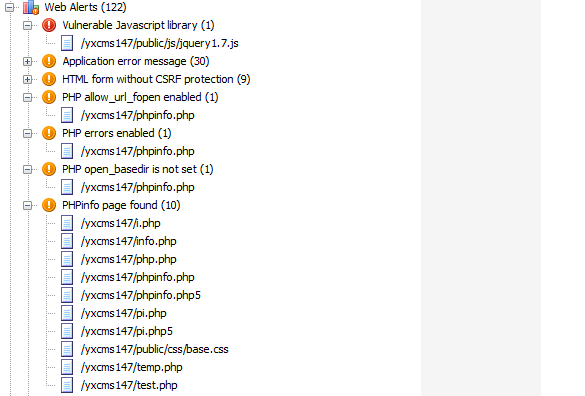 Web Alerts (122)
Vulnerable Javascript library (1)
/yxcms147/public/js/jquery1.7.js
Application error message (30)
HTML form without CSRF protection (9)
PHP allow_url_fopen enabled (1)
/yxcms147/phpinfo.php
PHP errors enabled (1)
/yxcms147/phpinfo.php
PHP open_basedir is not set (1)
/yxcms147/phpinfo.php
PHPinfo page found (10)
/yxcms147/i.php
/yxcms147/info.php
/yxcms147/php.php
/yxcms147/phpinfo.php
/yxcms147/phpinfo.php5
/yxcms147/pi.php
/yxcms147/pi.php5
/yxcms147/public/css/base.css
/yxcms147/temp.php
/yxcms147/test.php